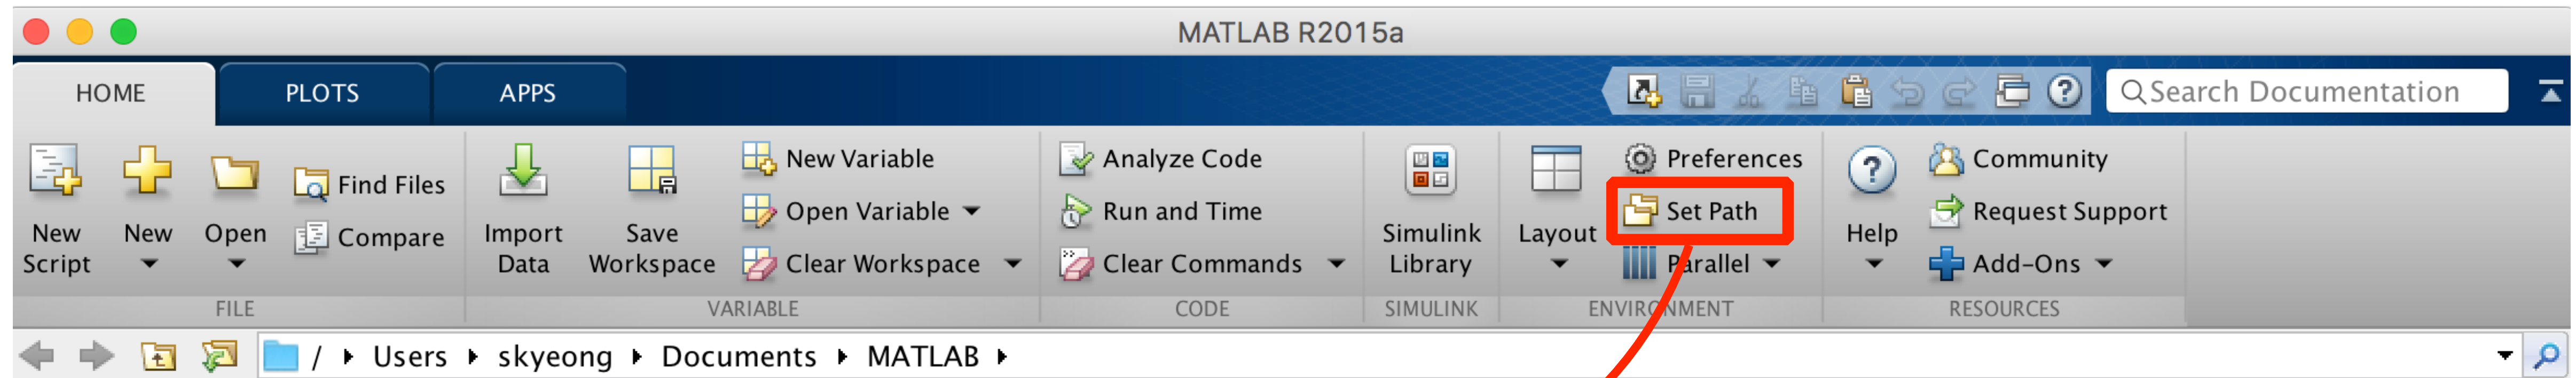 MATLAB R2015a
HOME PLOTS APPS Search Documentation
New Script
New
Open
Find Files
Compare
Import Data
Save Workspace
New Variable
Open Variable
Clear Workspace
Analyze Code
Run and Time
Clear Commands
Simulink Library
Layout
Preferences
Set Path
Parallel
Help
Community
Request Support
Add-Ons
FILE VARIABLE CODE SIMULINK ENVIRONMENT RESOURCES
/ Users skyeong Documents MATLAB